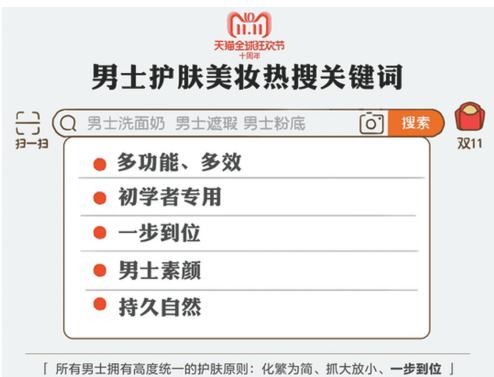 11.11
天猫全球狂欢节
十周年
男士护肤美妆热搜关键词
男士洗面奶 男士遮瑕 男士粉底
搜索
扫一扫
双11
多功能、多效
初学者专用
一步到位
男士素颜
持久自然
「 所有男士拥有高度统一的护肤原则：化繁为简、抓大放小、一步到位 」